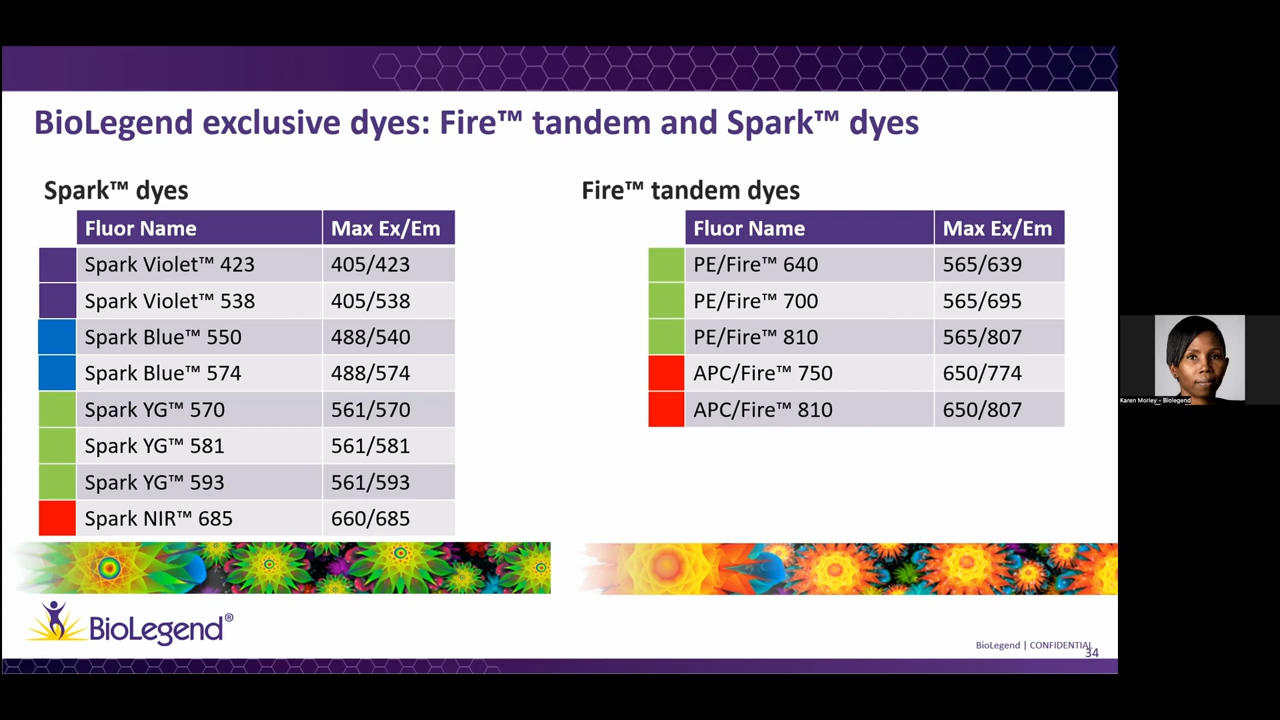 BioLegend exclusive dyes: Fire™ tandem and Spark™ dyes
Spark™ dyes
Fluor Name Max Ex/Em
Spark Violet™ 423 405/423
Spark Violet™ 538 405/538
Spark Blue™ 550 488/540
Spark Blue™ 574 488/574
Spark YG™ 570 561/570
Spark YG™ 581 561/581
Spark YG™ 593 561/593
Spark NIR™ 685 660/685
Fire™ tandem dyes
Fluor Name Max Ex/Em
PE/Fire™ 640 565/639
PE/Fire™ 700 565/695
PE/Fire™ 810 565/807
APC/Fire™ 750 650/774
APC/Fire™ 810 650/807
Karen Morley - Biolegend
BioLegend®
BioLegend | CONFIDENTIAL
34